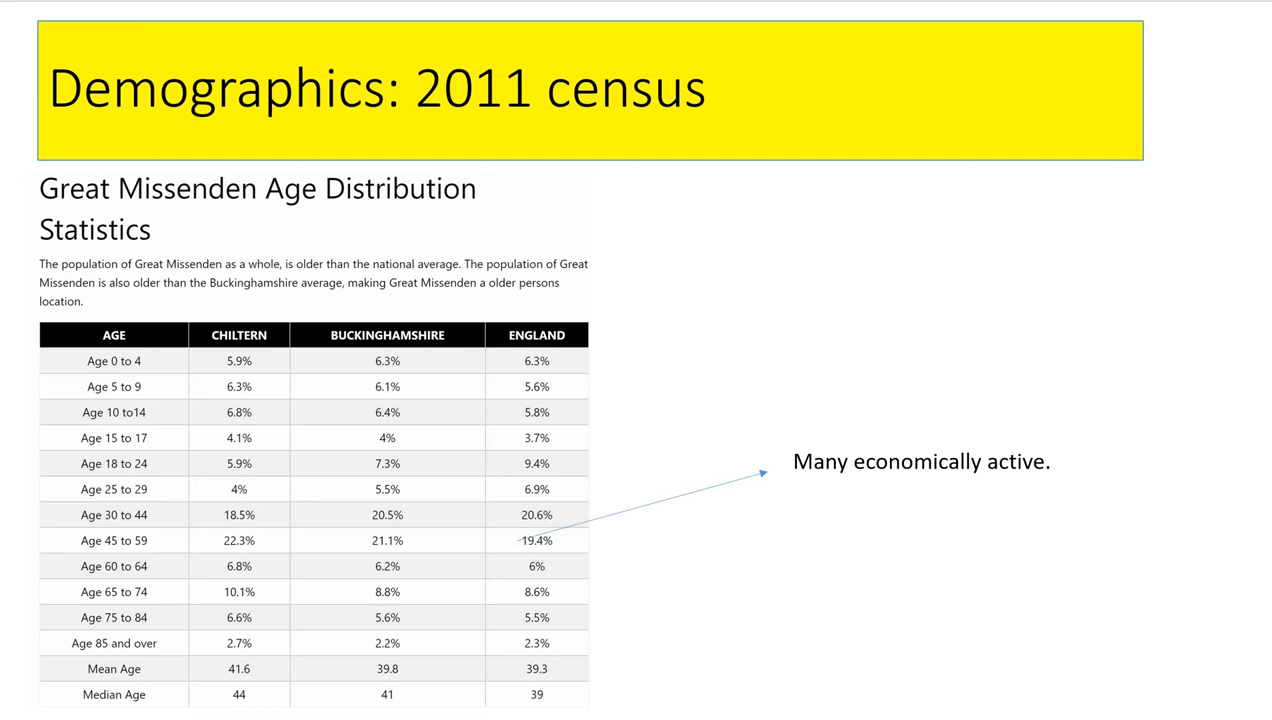 Demographics: 2011 census
Great Missenden Age Distribution
Statistics
The population of Great Missenden as a whole, is older than the national average. The population of Great
Missenden is also older than the Buckinghamshire average, making Great Missenden a older persons
location.
AGE CHILTERN BUCKINGHAMSHIRE ENGLAND
Age 0 to 4 5.9% 6.3% 6.3%
Age 5 to 9 6.3% 6.1% 5.6%
Age 10 to14 6.8% 6.4% 5.8%
Age 15 to 17 4.1% 4% 3.7%
Age 18 to 24 5.9% 7.3% 9.4%
Age 25 to 29 4% 5.5% 6.9%
Age 30 to 44 18.5% 20.5% 20.6%
Age 45 to 59 22.3% 21.1% 19.4%
Age 60 to 64 6.8% 6.2% 6%
Age 65 to 74 10.1% 8.8% 8.6%
Age 75 to 84 6.6% 5.6% 5.5%
Age 85 and over 2.7% 2.2% 2.3%
Mean Age 41.6 39.8 39.3
Median Age 44 41 39
Many economically active.